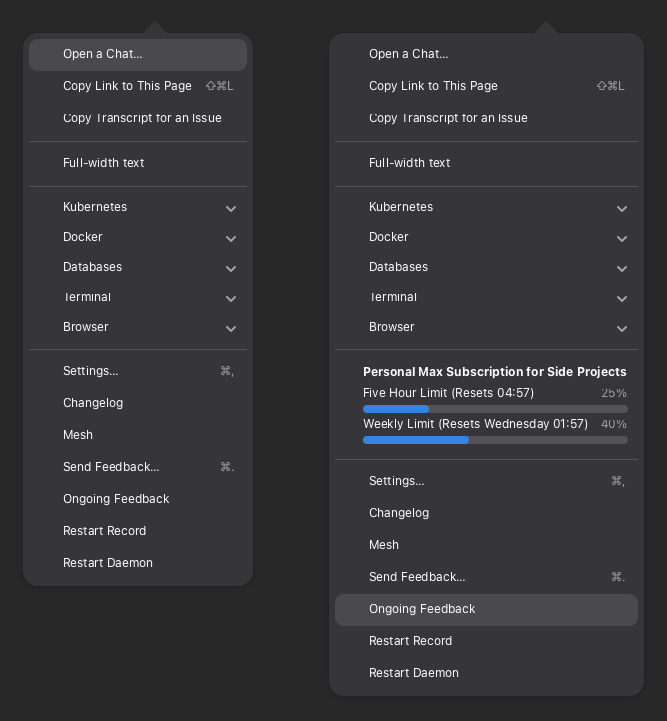 Open a Chat…
Copy Link to This Page ⇧⌘L
Copy Transcript for an Issue
Full-width text
Kubernetes
Docker
Databases
Terminal
Browser
Settings… ⌘,
Changelog
Mesh
Send Feedback… ⌘.
Ongoing Feedback
Restart Record
Restart Daemon
Open a Chat…
Copy Link to This Page ⇧⌘L
Copy Transcript for an Issue
Full-width text
Kubernetes
Docker
Databases
Terminal
Browser
Personal Max Subscription for Side Projects
Five Hour Limit (Resets 04:57) 25%
Weekly Limit (Resets Wednesday 01:57) 40%
Settings… ⌘,
Changelog
Mesh
Send Feedback… ⌘.
Ongoing Feedback
Restart Record
Restart Daemon